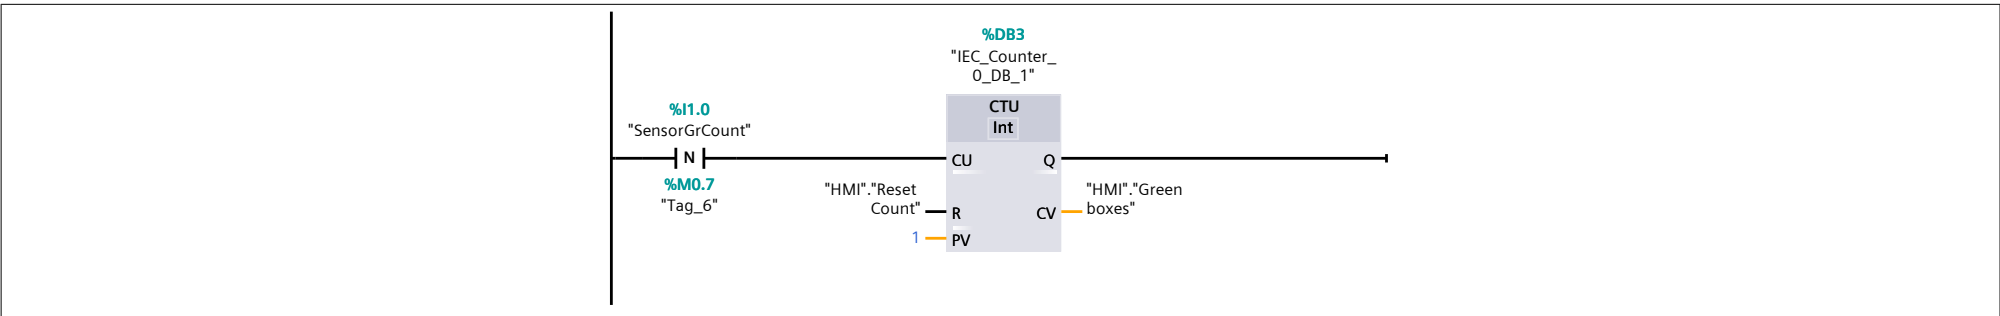 %DB3
"IEC_Counter_
0_DB_1"
CTU
Int
%I1.0
"SensorGrCount"
N
%M0.7
"Tag_6"
CU
Q
"HMI"."Reset
Count"
R
CV
"HMI"."Green
boxes"
1
PV